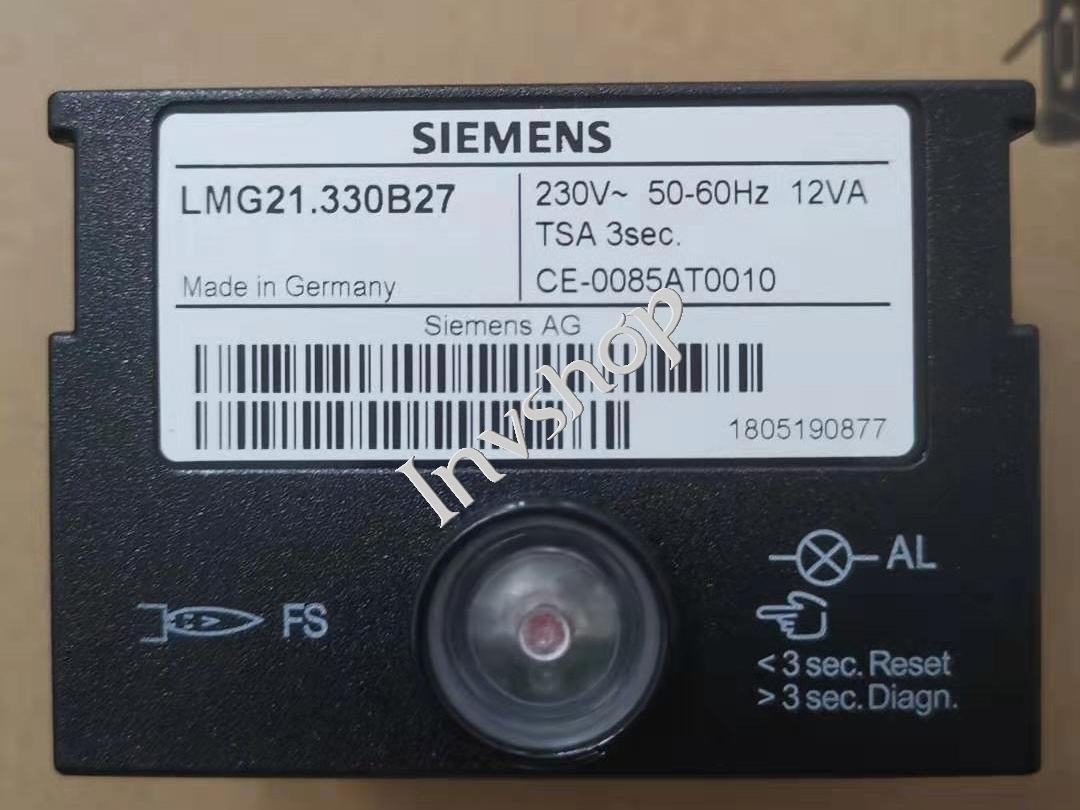 SIEMENS
LMG21.330B27
230V~ 50-60Hz 12VA
TSA 3sec.
Made in Germany
CE-0085AT0010
Siemens AG
1805190877
Invshop
FS
AL
< 3 sec. Reset
> 3 sec. Diagn.